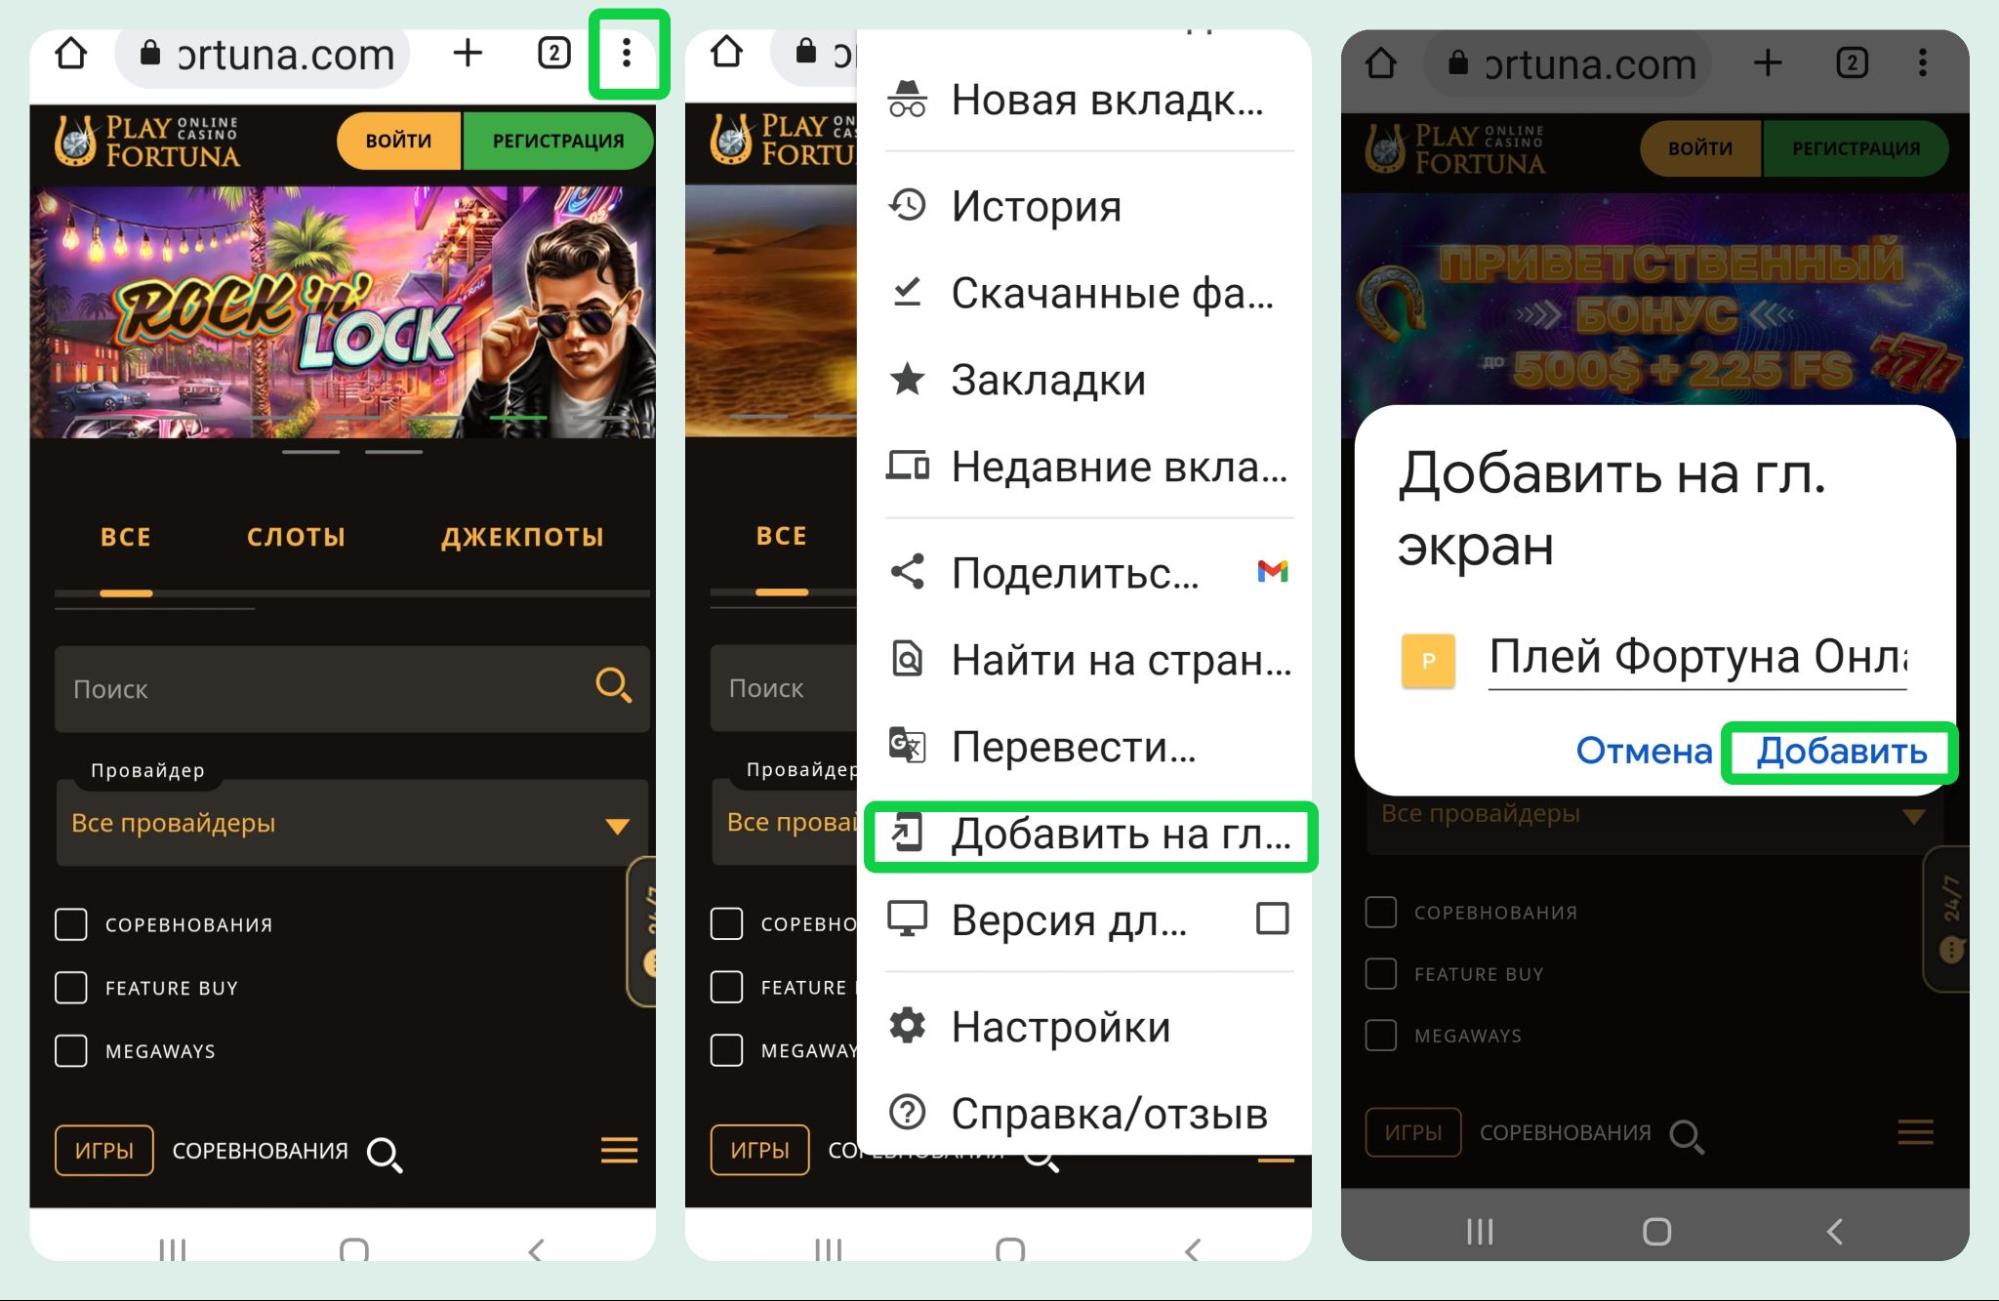 ortuna.com
2
PLAY ONLINE CASINO
FORTUNA
ВОЙТИ
РЕГИСТРАЦИЯ
ROCK 'n' LOCK
ВСЕ
СЛОТЫ
ДЖЕКПОТЫ
Поиск
Провайдер
Все провайдеры
24/7
СОРЕВНОВАНИЯ
FEATURE BUY
MEGAWAYS
ИГРЫ
СОРЕВНОВАНИЯ
PLAY
FORTU
ВСЕ
Поиск
Провайдер
Все провай
СОРЕВНО
FEATURE
MEGAWAY
ИГРЫ
СОРЕВНОВАНИЯ
Новая вкладк...
История
Скачанные фа...
Закладки
Недавние вкла...
Поделитьс...
Найти на стран...
Перевести...
Добавить на гл...
Версия дл...
Настройки
Справка/отзыв
ortuna.com
2
PLAY ONLINE CASINO
FORTUNA
ВОЙТИ
РЕГИСТРАЦИЯ
ПРИВЕТСТВЕННЫЙ
БОНУС
ДО 500$ + 225 FS
777
Добавить на гл.
экран
P
Плей Фортуна Онл
Отмена
Добавить
Все провайдеры
24/7
СОРЕВНОВАНИЯ
FEATURE BUY
MEGAWAYS
ИГРЫ
СОРЕВНОВАНИЯ